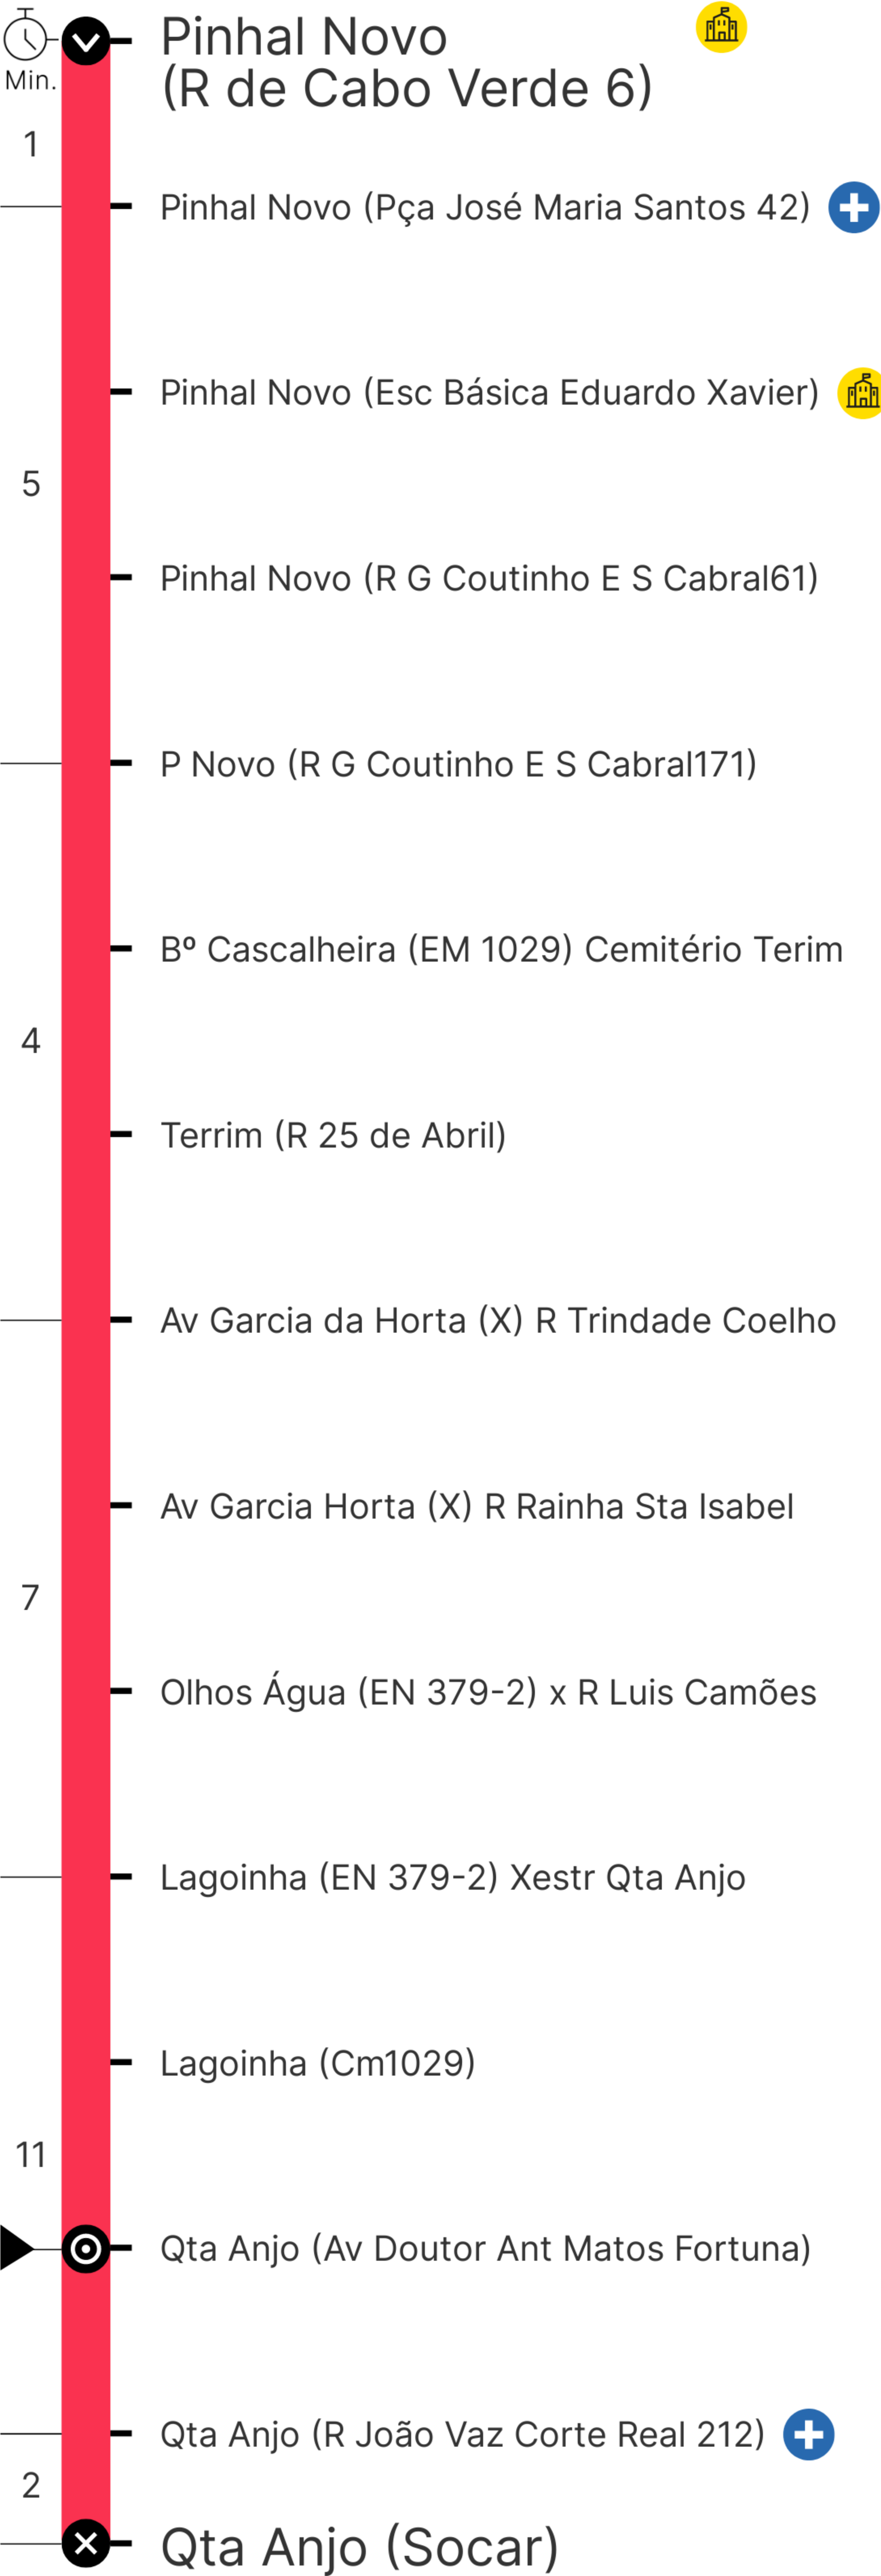 Pinhal Novo
(R de Cabo Verde 6)
Min.
1
Pinhal Novo (Pça José Maria Santos 42)
Pinhal Novo (Esc Básica Eduardo Xavier)
5
Pinhal Novo (R G Coutinho E S Cabral61)
P Novo (R G Coutinho E S Cabral171)
Bº Cascalheira (EM 1029) Cemitério Terim
4
Terrim (R 25 de Abril)
Av Garcia da Horta (X) R Trindade Coelho
Av Garcia Horta (X) R Rainha Sta Isabel
7
Olhos Água (EN 379-2) x R Luis Camões
Lagoinha (EN 379-2) Xestr Qta Anjo
Lagoinha (Cm1029)
11
Qta Anjo (Av Doutor Ant Matos Fortuna)
Qta Anjo (R João Vaz Corte Real 212)
2
Qta Anjo (Socar)